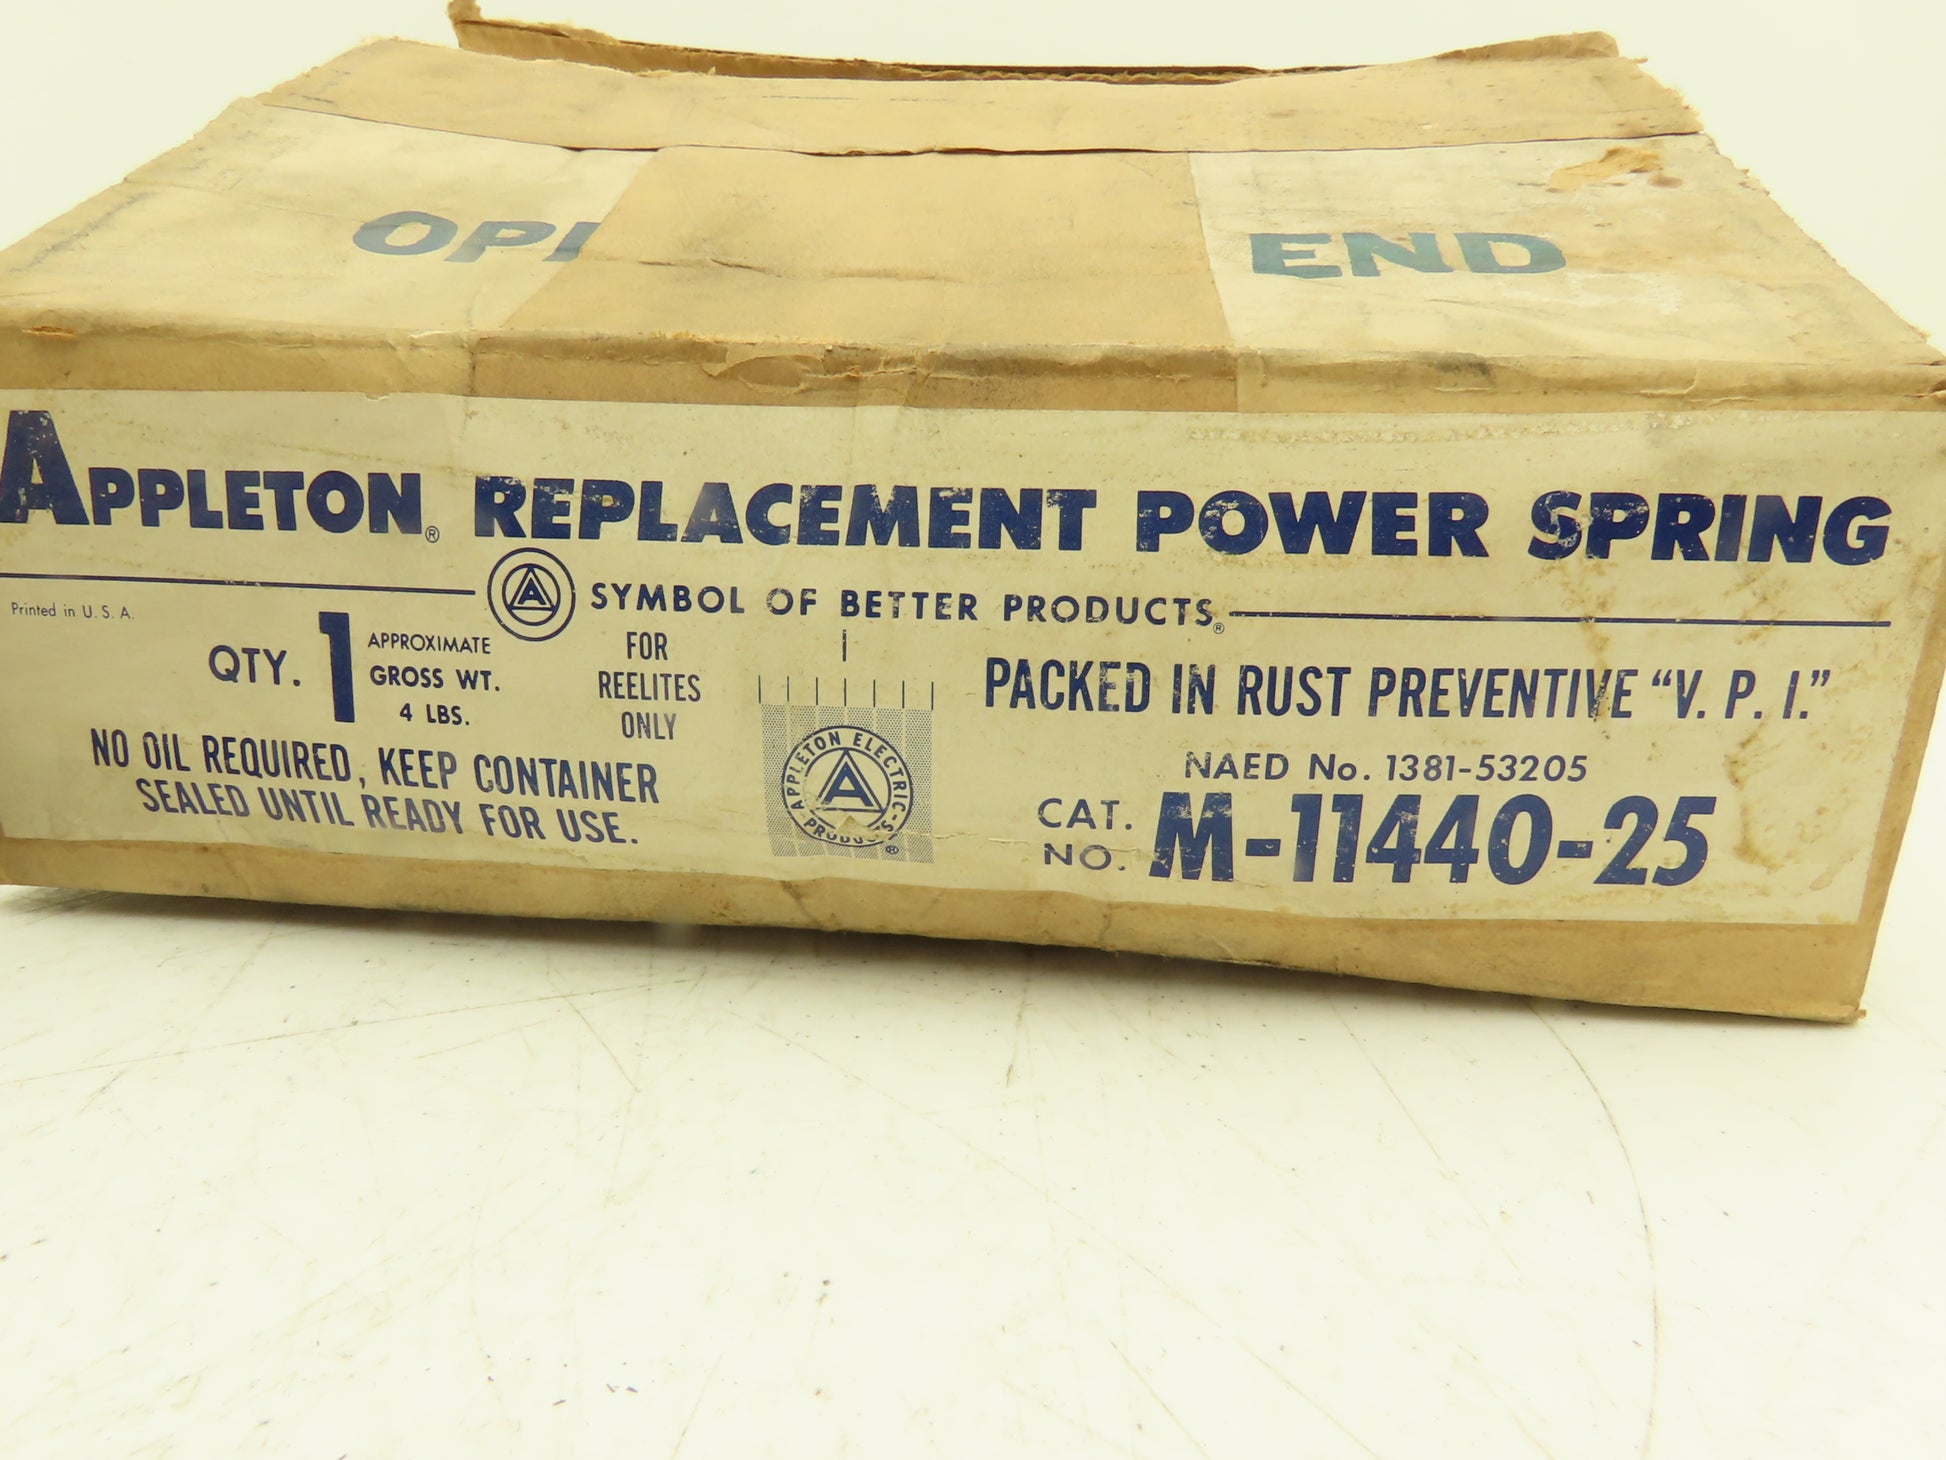 OP END
APPLETON® REPLACEMENT POWER SPRING
A SYMBOL OF BETTER PRODUCTS®
Printed in U. S. A.
QTY. 1 APPROXIMATE
GROSS WT.
4 LBS.
FOR
REELITES
ONLY
NO OIL REQUIRED, KEEP CONTAINER
SEALED UNTIL READY FOR USE.
APPLETON ELECTRIC
A
PRODUCTS ®
PACKED IN RUST PREVENTIVE “V. P. I.”
NAED No. 1381-53205
CAT.
NO. M-11440-25